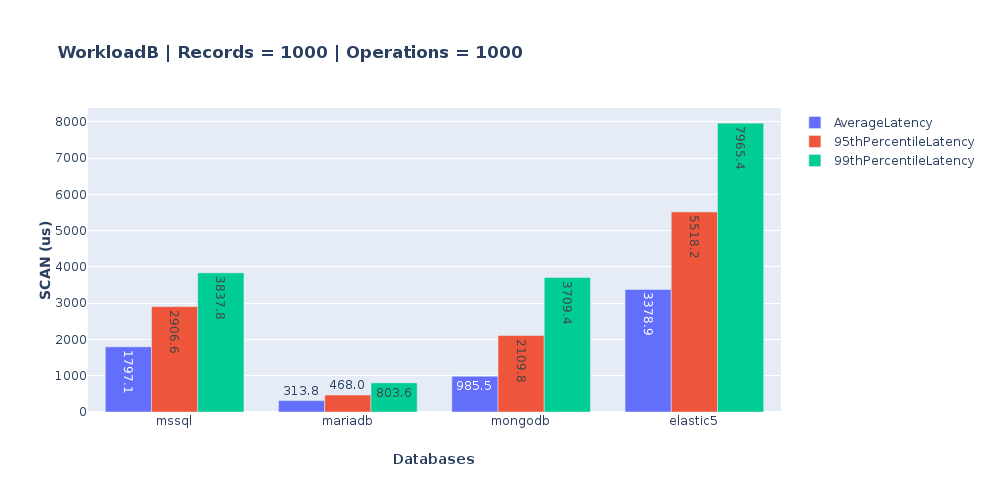 WorkloadB | Records = 1000 | Operations = 1000
AverageLatency
95thPercentileLatency
99thPercentileLatency
SCAN (us)
8000
7000
6000
5000
4000
3000
2000
1000
0
1797.1
2906.6
3837.8
313.8
468.0
803.6
985.5
2109.8
3709.4
3378.9
5518.2
7965.4
mssql
mariadb
mongodb
elastic5
Databases